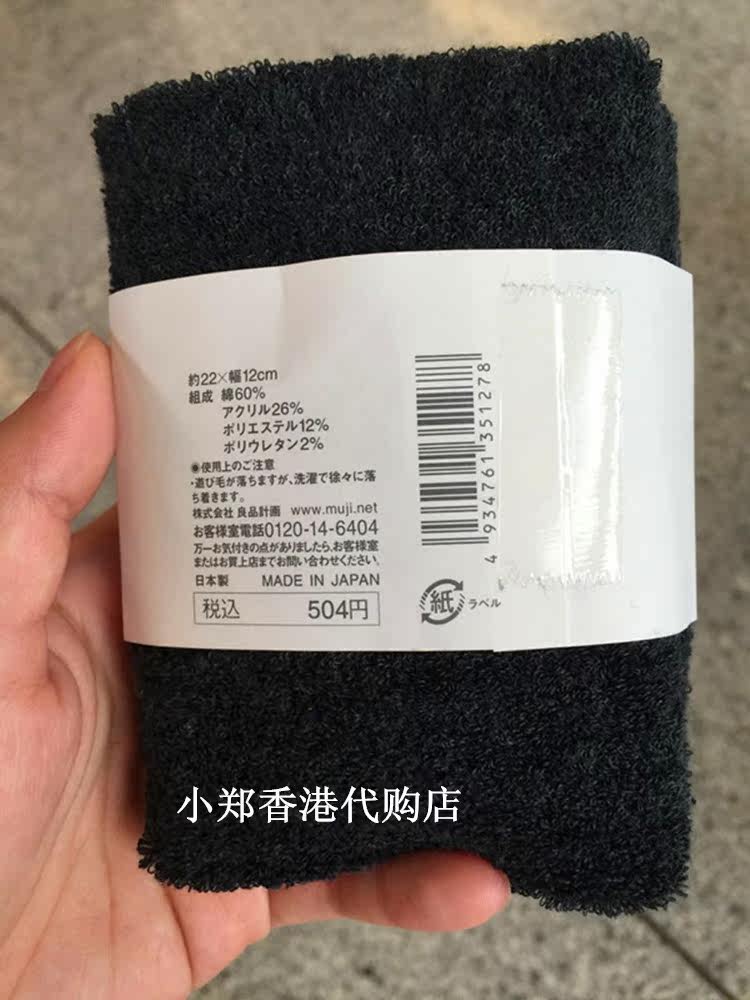 約22×幅12cm
組成 綿60%
アクリル26%
ポリエステル12%
ポリウレタン2%
●使用上のご注意
・遊び毛が落ちますが、洗濯で徐々に落
ち着きます。
株式会社 良品計画 www.muji.net
お客様室電話0120-14-6404
万一お気付きの点がありましたら、お客様室
またはお買上店までお問い合わせください。
日本製 MADE IN JAPAN
税込 504円
4 934761 351278
紙 ラベル
小郑香港代购店